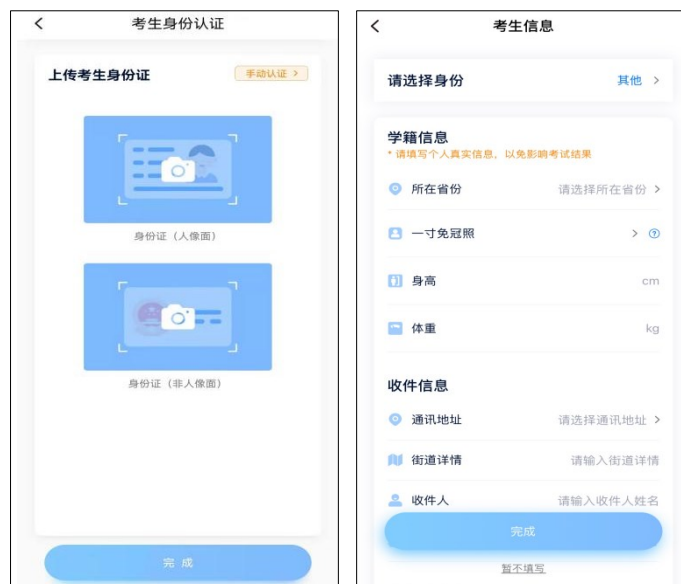 考生身份认证
上传考生身份证
手动认证 >
身份证（人像面）
身份证（非人像面）
完 成
考生信息
请选择身份 其他 >
学籍信息
* 请填写个人真实信息，以免影响考试结果
所在省份 请选择所在省份 >
一寸免冠照 >
身高 cm
体重 kg
收件信息
通讯地址 请选择通讯地址 >
街道详情 请输入街道详情
收件人 请输入收件人姓名
完成
暂不填写